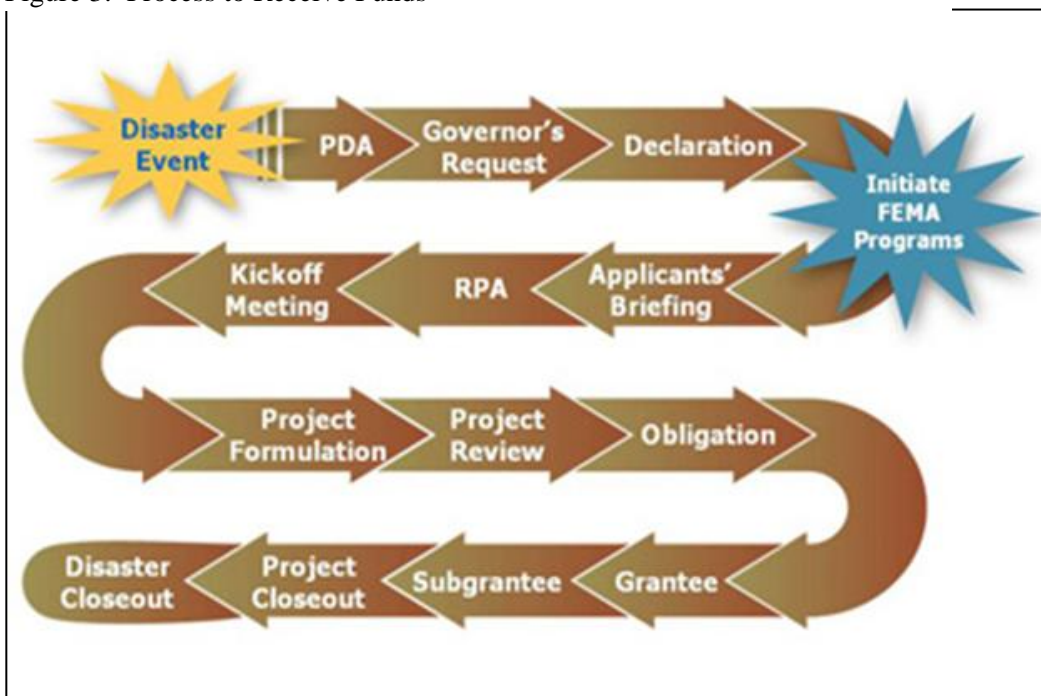 Figure Process to Receive Funds
Disaster
Event
PDA
Governor's
Request
Declaration
Initiate
FEMA
Programs
Applicants'
Briefing
RPA
Kickoff
Meeting
Project
Formulation
Project
Review
Obligation
Grantee
Subgrantee
Project
Closeout
Disaster
Closeout